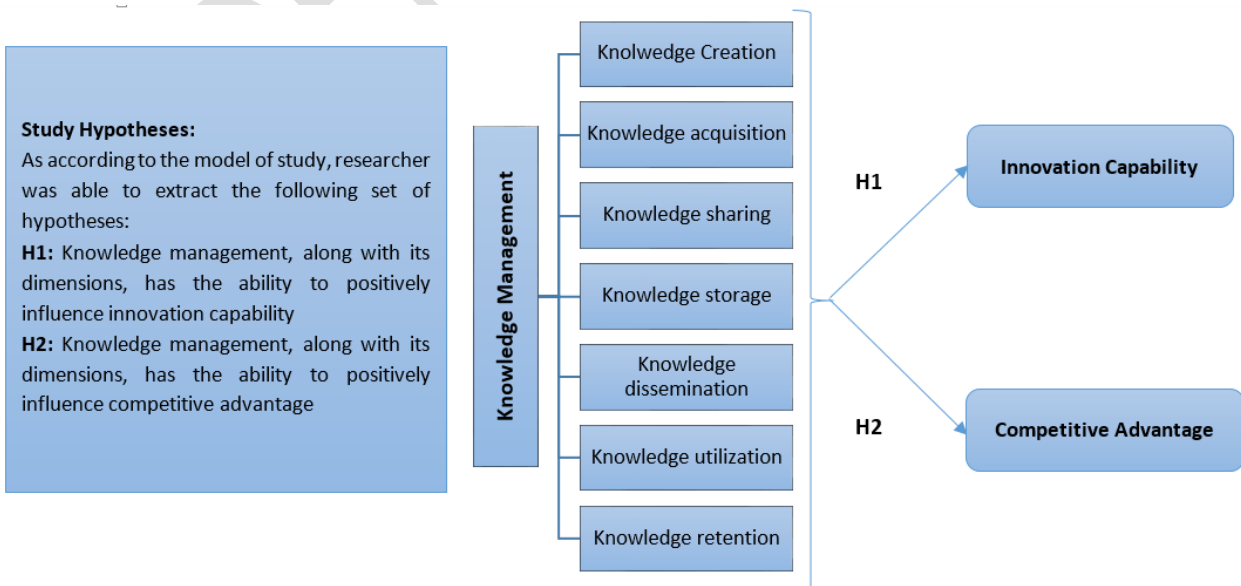 Study Hypotheses:
As according to the model of study, researcher
was able to extract the following set of
hypotheses:
H1: Knowledge management, along with its
dimensions, has the ability to positively
influence innovation capability
H2: Knowledge management, along with its
dimensions, has the ability to positively
influence competitive advantage
Knowledge Management
Knolwedge Creation
Knowledge acquisition
Knowledge sharing
Knowledge storage
Knowledge
dissemination
Knowledge utilization
Knowledge retention
H1
H2
Innovation Capability
Competitive Advantage